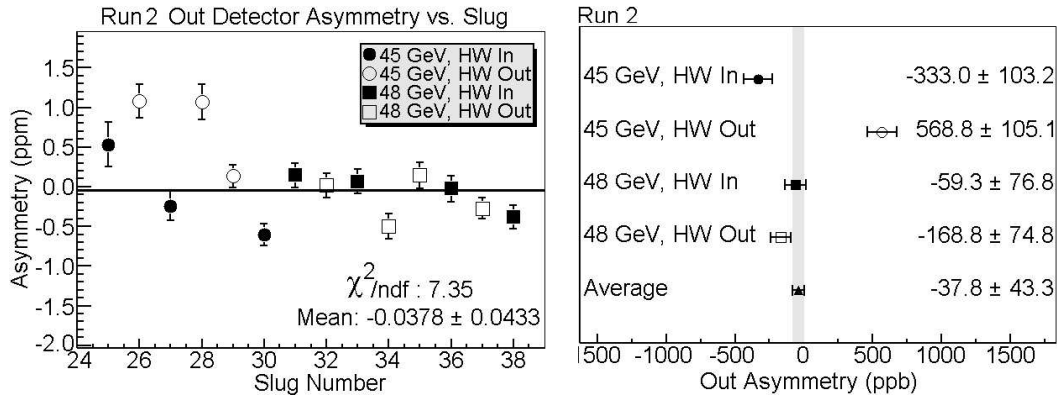 Run 2 Out Detector Asymmetry vs. Slug
45 GeV, HW In
45 GeV, HW Out
48 GeV, HW In
48 GeV, HW Out
1.5
1.0
0.5
0.0
-0.5
-1.0
-1.5
-2.0
Asymmetry (ppm)
χ2/ndf : 7.35
Mean: -0.0378 ± 0.0433
24 26 28 30 32 34 36 38
Slug Number
Run 2
45 GeV, HW In -333.0 ± 103.2
45 GeV, HW Out 568.8 ± 105.1
48 GeV, HW In -59.3 ± 76.8
48 GeV, HW Out -168.8 ± 74.8
Average -37.8 ± 43.3
1500 -1000 -500 0 500 1000 1500
Out Asymmetry (ppb)